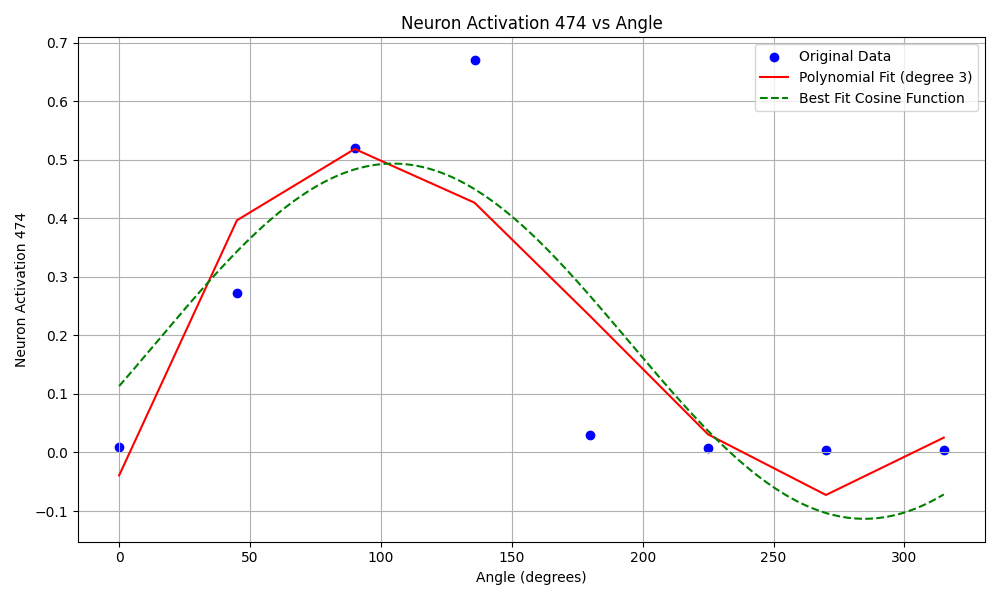 Neuron Activation 474 vs Angle
Original Data
Polynomial Fit (degree 3)
Best Fit Cosine Function
Neuron Activation 474
0.7
0.6
0.5
0.4
0.3
0.2
0.1
0.0
−0.1
0
50
100
150
200
250
300
Angle (degrees)